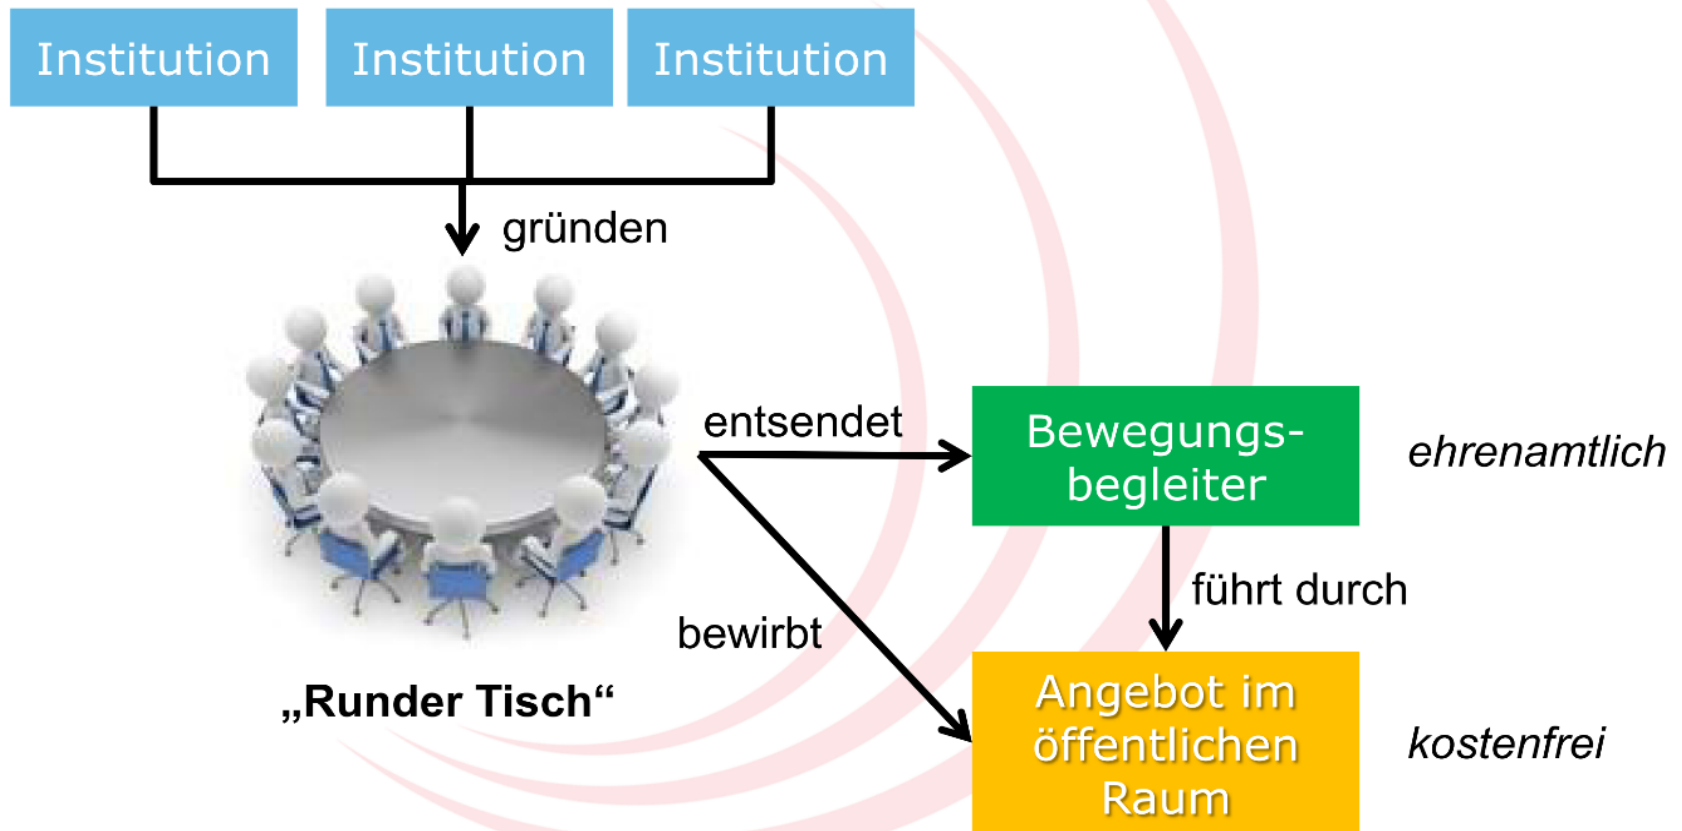 Institution
Institution
Institution
gründen
entsendet
Bewegungs-
begleiter
ehrenamtlich
führt durch
bewirbt
„Runder Tisch“
Angebot im
öffentlichen
Raum
kostenfrei